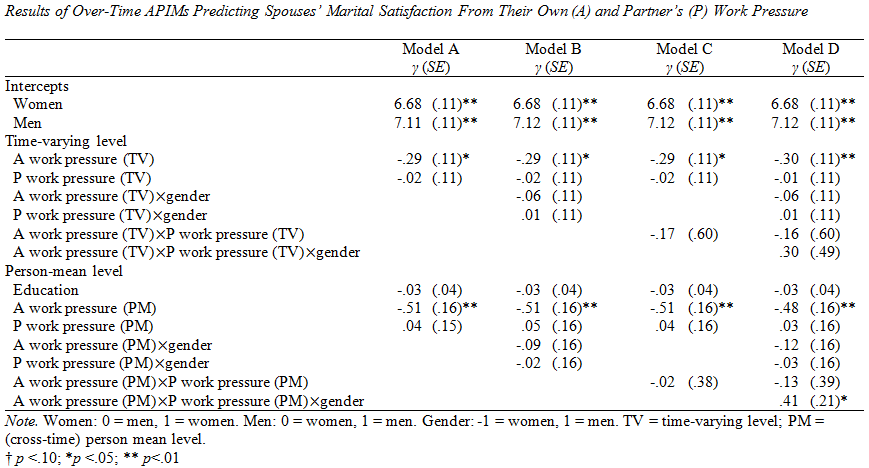 Results of Over-Time APIMs Predicting Spouses' Marital Satisfaction From Their Own (A) and Partner's (P) Work Pressure
Model A Model B Model C Model D
γ (SE) γ (SE) γ (SE) γ (SE)
Intercepts
Women 6.68 (.11)** 6.68 (.11)** 6.68 (.11)** 6.68 (.11)**
Men 7.11 (.11)** 7.12 (.11)** 7.12 (.11)** 7.12 (.11)**
Time-varying level
A work pressure (TV) -.29 (.11)* -.29 (.11)* -.29 (.11)* -.30 (.11)**
P work pressure (TV) -.02 (.11) -.02 (.11) -.02 (.11) -.01 (.11)
A work pressure (TV)×gender -.06 (.11) -.06 (.11)
P work pressure (TV)×gender .01 (.11) .01 (.11)
A work pressure (TV)×P work pressure (TV) -.17 (.60) -.16 (.60)
A work pressure (TV)×P work pressure (TV)×gender .30 (.49)
Person-mean level
Education -.03 (.04) -.03 (.04) -.03 (.04) -.03 (.04)
A work pressure (PM) -.51 (.16)** -.51 (.16)** -.51 (.16)** -.48 (.16)**
P work pressure (PM) .04 (.15) .05 (.16) .04 (.16) .03 (.16)
A work pressure (PM)×gender -.09 (.16) -.12 (.16)
P work pressure (PM)×gender -.02 (.16) -.03 (.16)
A work pressure (PM)×P work pressure (PM) -.02 (.38) -.13 (.39)
A work pressure (PM)×P work pressure (PM)×gender .41 (.21)*
Note. Women: 0 = men, 1 = women. Men: 0 = women, 1 = men. Gender: -1 = women, 1 = men. TV = time-varying level; PM =
(cross-time) person mean level.
† p <.10; *p <.05; ** p<.01